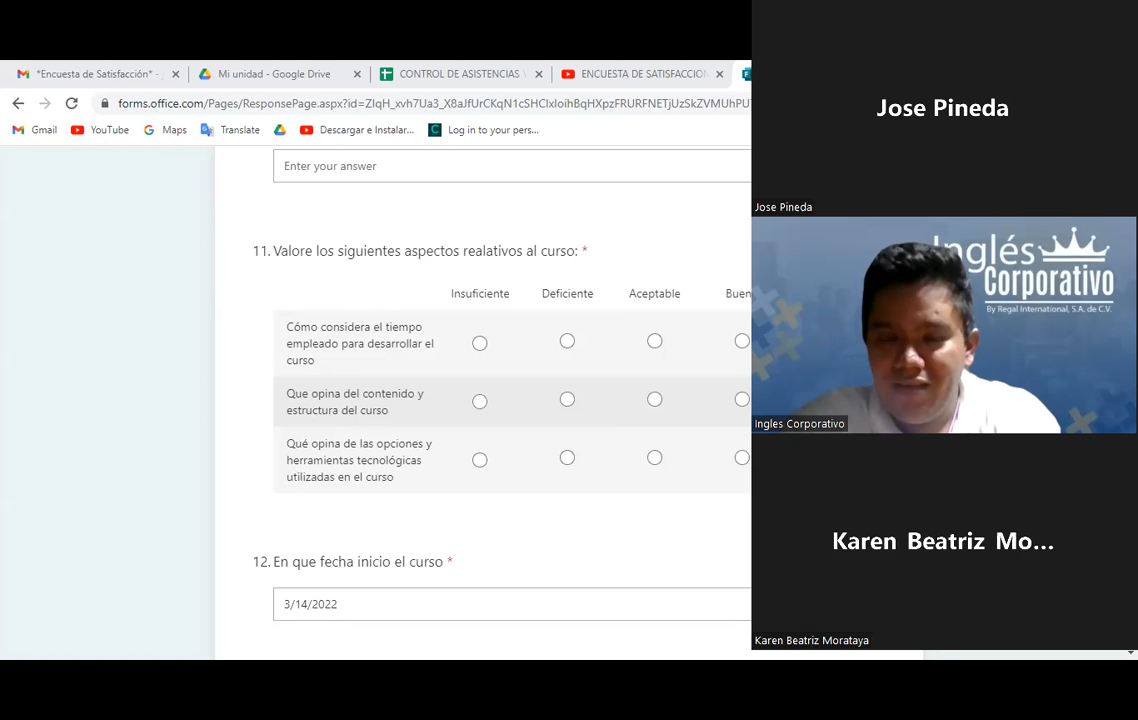 *Encuesta de Satisfacción* -
Mi unidad - Google Drive
CONTROL DE ASISTENCIAS
ENCUESTA DE SATISFACCION
forms.office.com/Pages/ResponsePage.aspx?id=ZIqH_xvh7Ua3_X8aJfUrCKqN1cSHCIxIoihBqHXpzFRURFNETjUzSkZVMUhPU
Gmail
YouTube
Maps
Translate
Descargar e Instalar...
Log in to your pers...
Enter your answer
11. Valore los siguientes aspectos realativos al curso: *
Insuficiente
Deficiente
Aceptable
Buen
Cómo considera el tiempo
empleado para desarrollar el
curso
Que opina del contenido y
estructura del curso
Qué opina de las opciones y
herramientas tecnológicas
utilizadas en el curso
12. En que fecha inicio el curso *
3/14/2022
Jose Pineda
Jose Pineda
Inglés
Corporativo
By Regal International, S.A. de C.V.
Ingles Corporativo
Karen Beatriz Mo...
Karen Beatriz Morataya